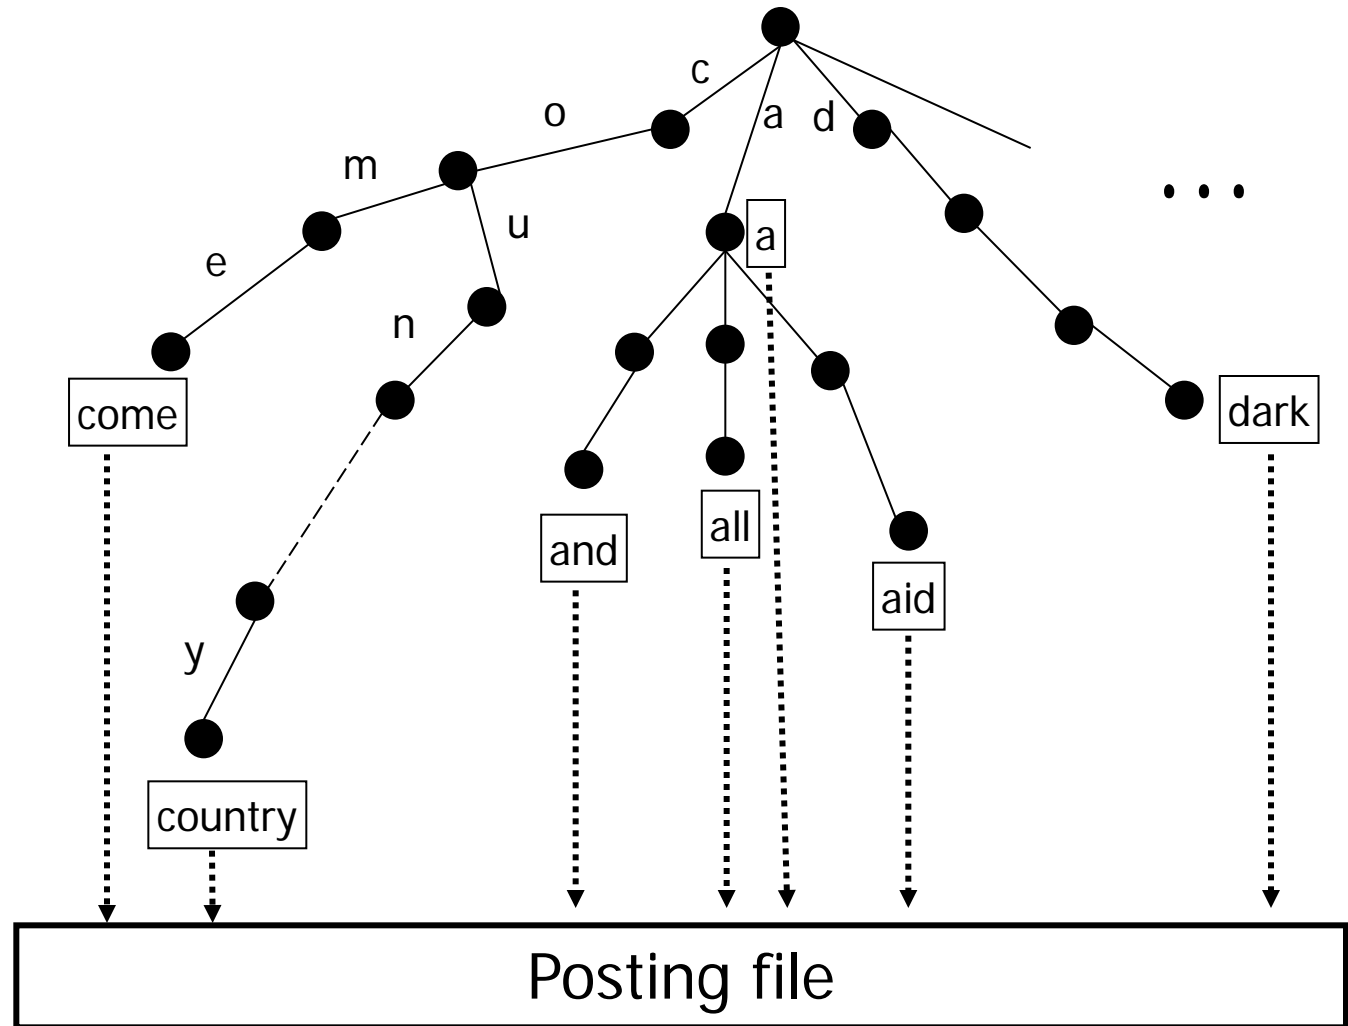 c
a
d
o
m
u
a
e
n
come
dark
and
all
aid
y
country
Posting file